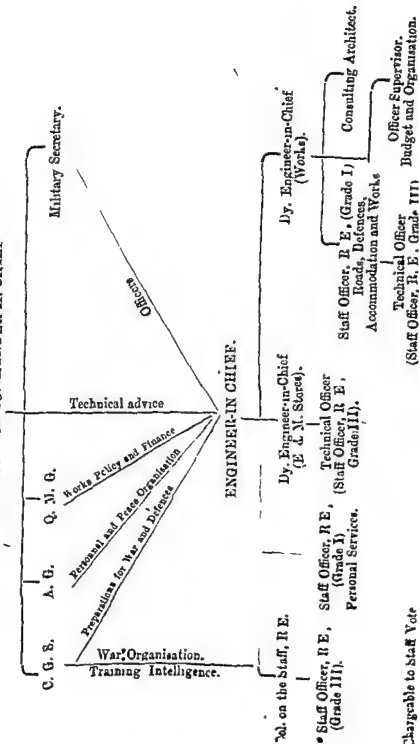 Military Secretary.
Q. M. G.
A. G.
C. G. S.
Officers
Technical advice
Works Policy and Finance
Personnel and Peace Organisation
Preparations for War and Defences
War Organisation.
Training Intelligence.
ENGINEER-IN CHIEF.
Dy. Engineer-in-Chief
(Works).
Consulting Architect.
Staff Officer, R E, (Grade I)
Roads, Defences,
Accommodation and Works
Officer Supervisor.
Budget and Organisation.
Technical Officer
(Staff Officer, R. E, Grade III)
Dy. Engineer-in-Chief
(E & M. Stores).
Technical Officer
(Staff Officer, R E,
Grade III).
Staff Officer, R E,
(Grade I)
Personal Services.
on the Staff, R E.
* Staff Officer, R E,
(Grade III).
Chargeable to Staff Vote